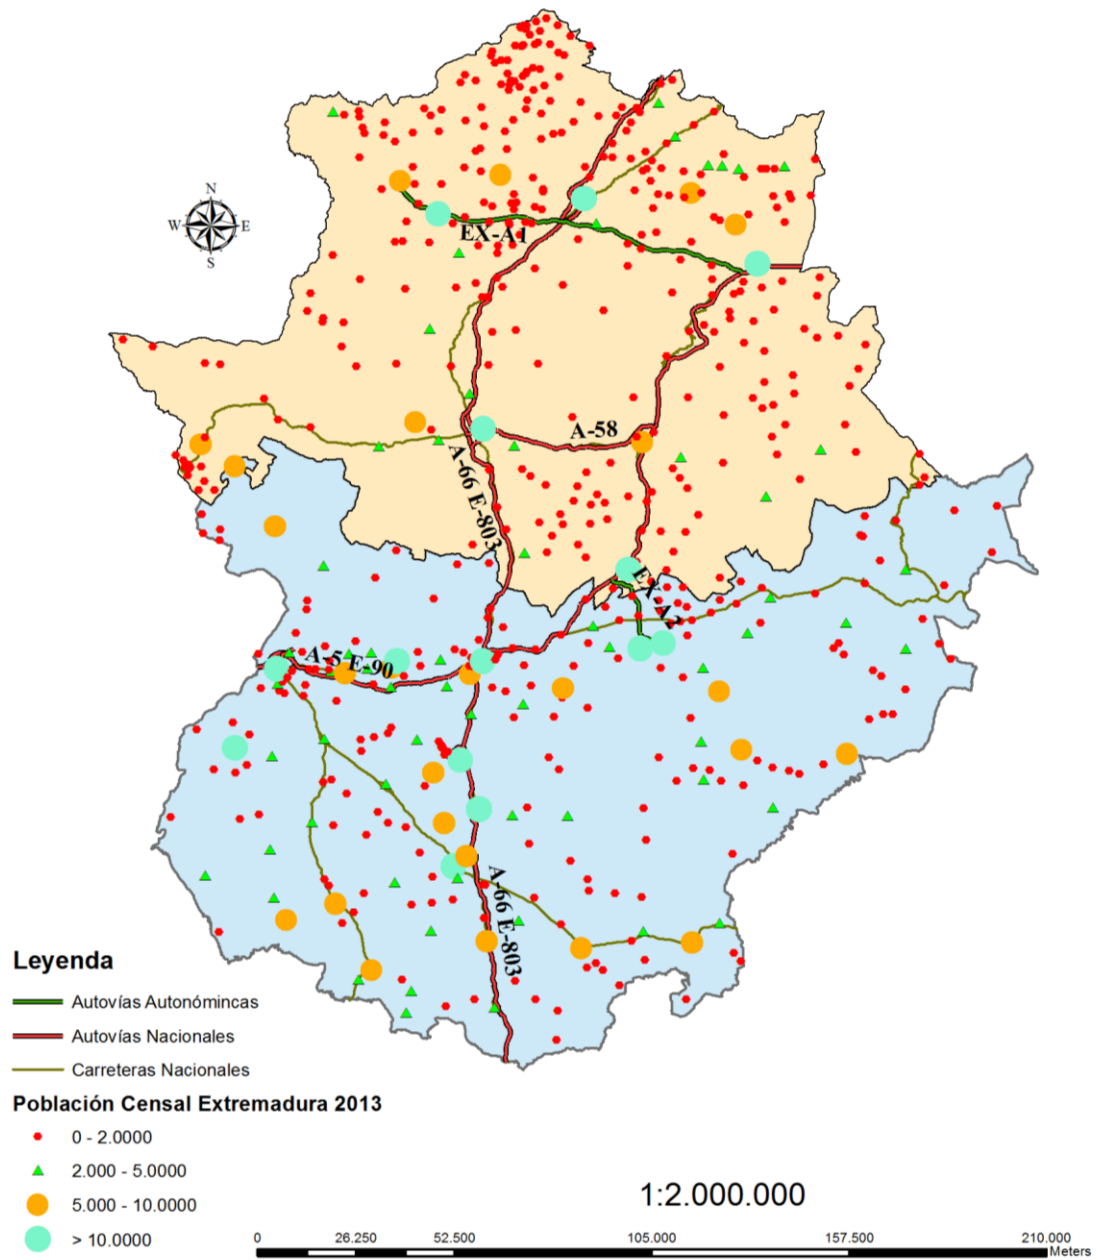 N
W E
S
EX-A1
A-58
A-66 E-803
EX-A2
A-5 E-90
A-66 E-803
Leyenda
Autovías Autonómincas
Autovías Nacionales
Carreteras Nacionales
Población Censal Extremadura 2013
0 - 2.0000
2.000 - 5.0000
5.000 - 10.0000
> 10.0000
1:2.000.000
0 26.250 52.500 105.000 157.500 210.000
Meters